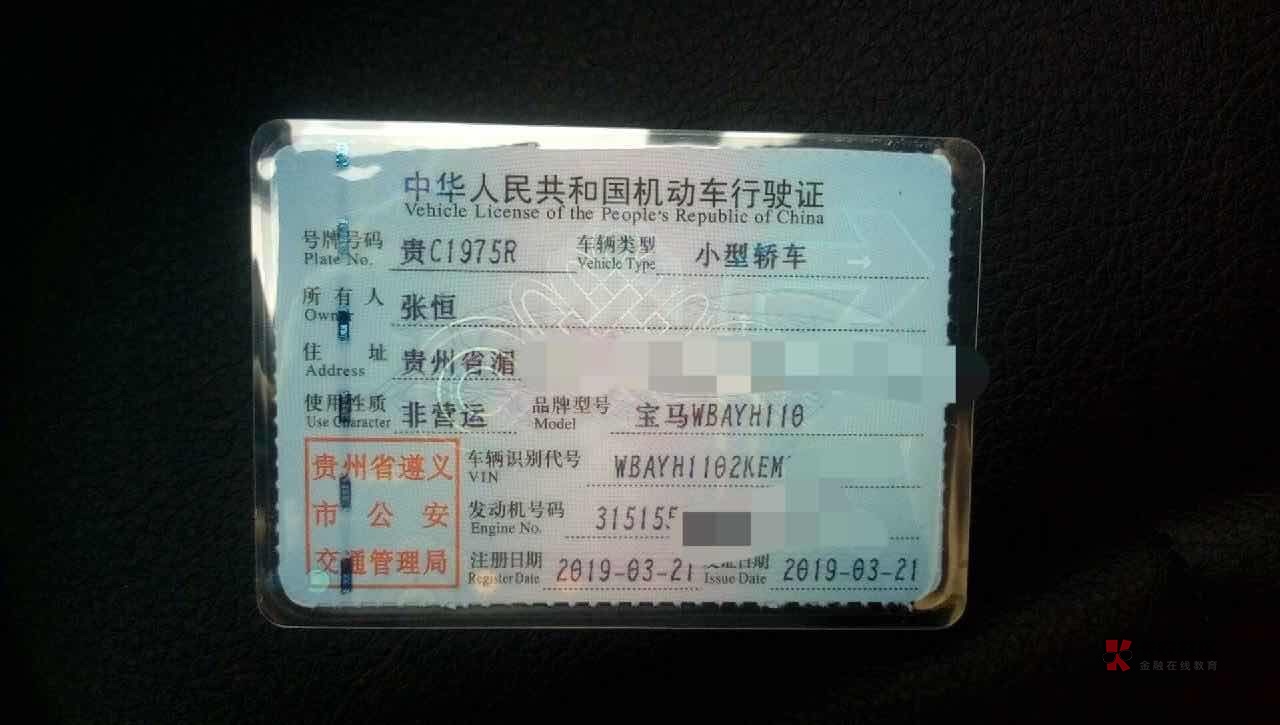 中华人民共和国机动车行驶证
Vehicle License of the People's Republic of China
号牌号码 贵C1975R 车辆类型 小型轿车
Plate No. Vehicle Type
所有人 张恒
Owner
住址 贵州省湄
Address
使用性质 非营运 品牌型号 宝马WBAYH110
Use Character Model
贵州省遵义
市公安
交通管理局
车辆识别代号 WBAYH1102KEM
VIN
发动机号码 315155
Engine No.
注册日期 2019-03-21 发证日期 2019-03-21
Register Date Issue Date
金融在线教育